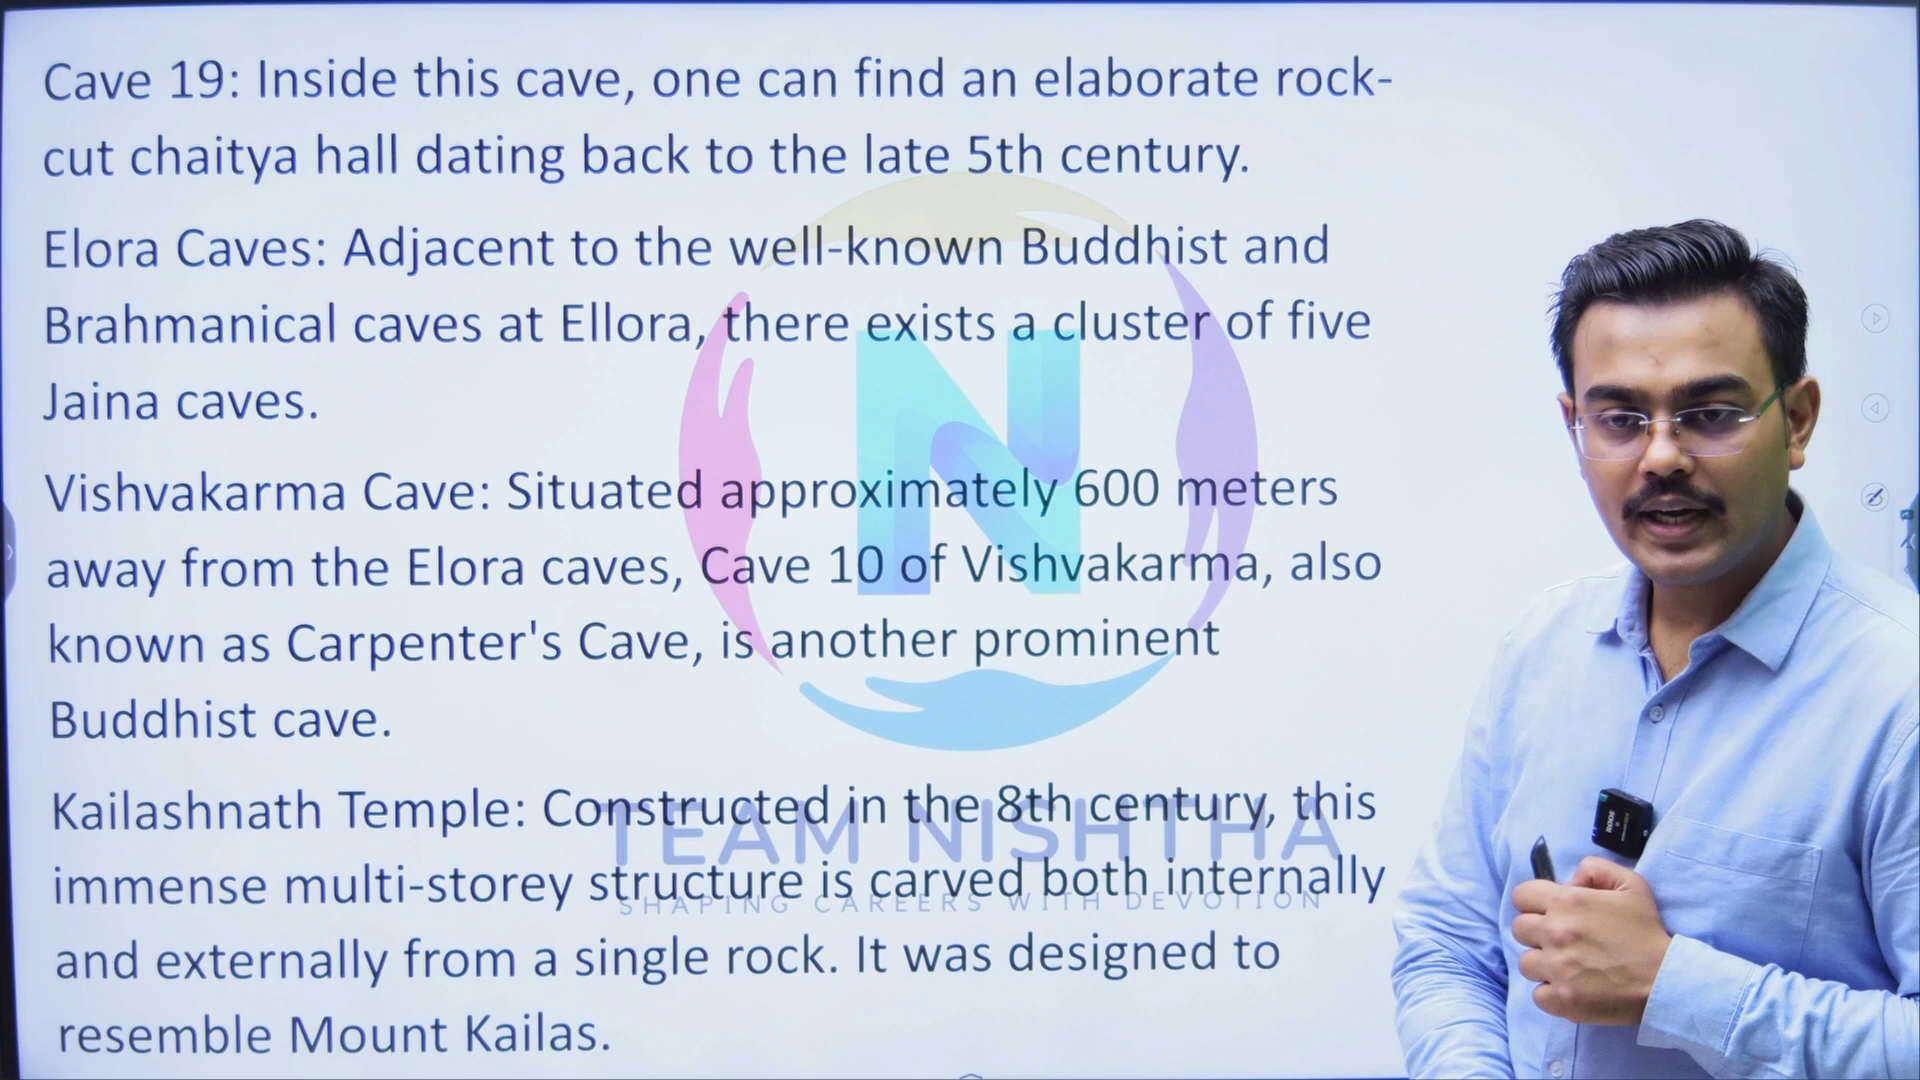 Cave 19: Inside this cave, one can find an elaborate rock-
cut chaitya hall dating back to the late 5th century.
Elora Caves: Adjacent to the well-known Buddhist and
Brahmanical caves at Ellora, there exists a cluster of five
Jaina caves.
Vishvakarma Cave: Situated approximately 600 meters
away from the Elora caves, Cave 10 of Vishvakarma, also
known as Carpenter's Cave, is another prominent
Buddhist cave.
Kailashnath Temple: Constructed in the 8th century, this
immense multi-storey structure is carved both internally
and externally from a single rock. It was designed to
resemble Mount Kailas.
N
TEAM NISHTHA
SHAPING CAREERS WITH DEVOTION
RODE